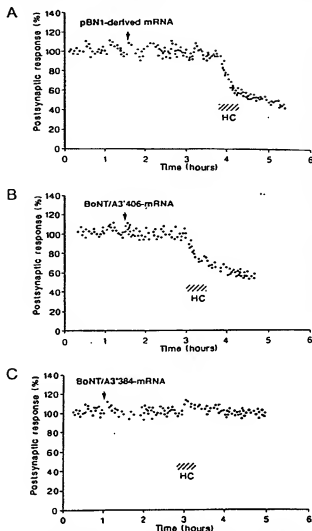 A
pBN1-derived mRNA
Postsynaptic response (%)
140
120
100
80
60
40
20
0
HC
0 1 2 3 4 5 6
Time (hours)
B
BoNT/A3'406-mRNA
Postsynaptic response (%)
140
120
100
80
60
40
20
0
HC
0 1 2 3 4 5 6
Time (hours)
C
BoNT/A3'384-mRNA
Postsynaptic response (%)
140
120
100
80
60
40
20
0
HC
0 1 2 3 4 5 6
Time (hours)